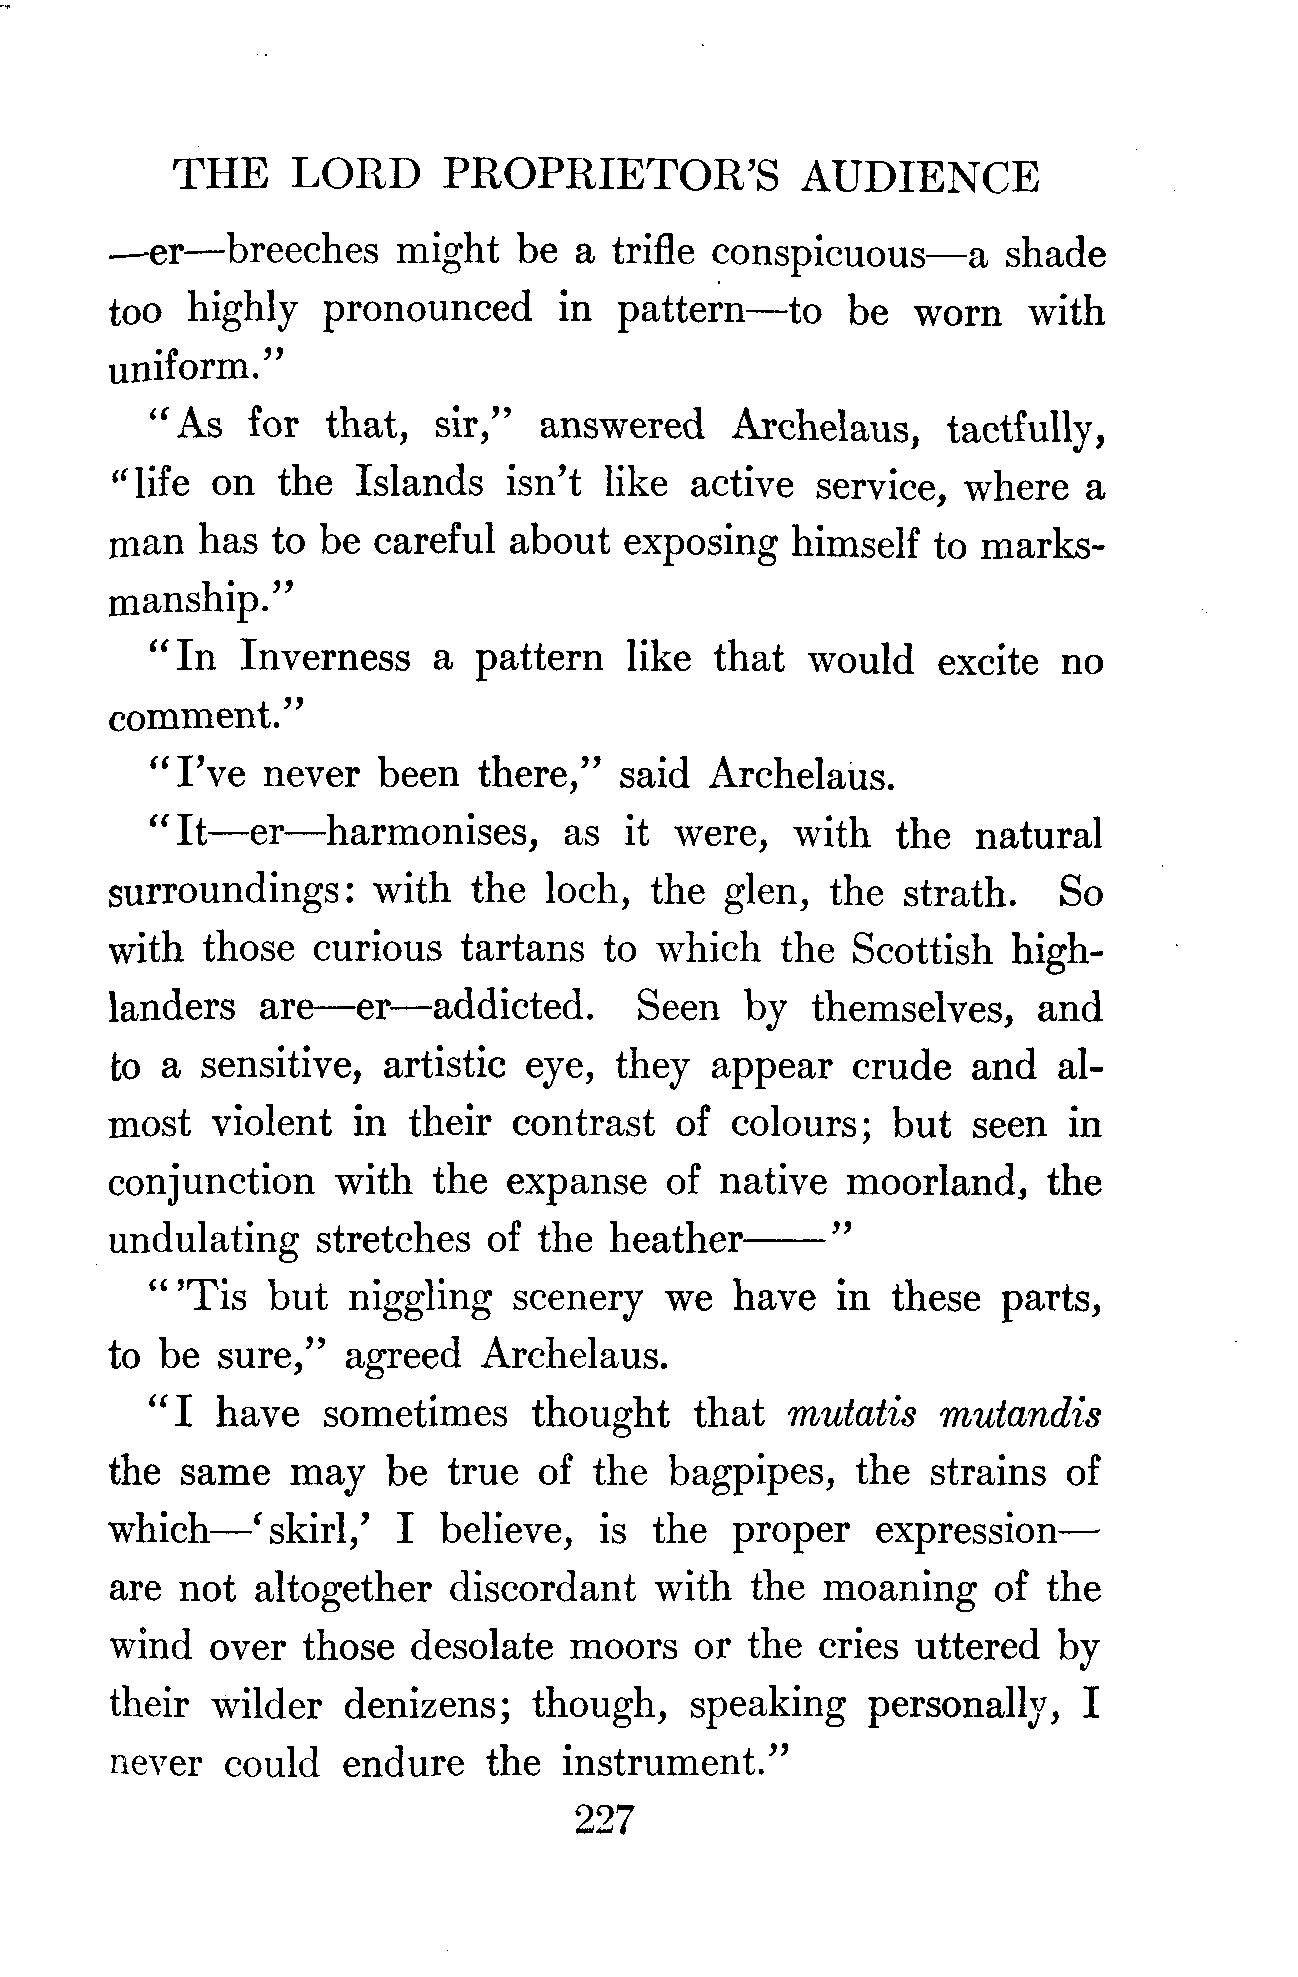 THE LORD PROPRIETOR'S AUDIENCE
—er—breeches might be a trifle conspicuous—a shade
too highly pronounced in pattern—to be worn with
uniform."
"As for that, sir," answered Archelaus, tactfully,
"life on the Islands isn't like active service, where a
man has to be careful about exposing himself to marks-
manship."
"In Inverness a pattern like that would excite no
comment."
"I've never been there," said Archelaus.
"It—er—harmonises, as it were, with the natural
surroundings: with the loch, the glen, the strath. So
with those curious tartans to which the Scottish high-
landers are—er—addicted. Seen by themselves, and
to a sensitive, artistic eye, they appear crude and al-
most violent in their contrast of colours; but seen in
conjunction with the expanse of native moorland, the
undulating stretches of the heather——"
"'Tis but niggling scenery we have in these parts,
to be sure," agreed Archelaus.
"I have sometimes thought that mutatis mutandis
the same may be true of the bagpipes, the strains of
which—'skirl,' I believe, is the proper expression—
are not altogether discordant with the moaning of the
wind over those desolate moors or the cries uttered by
their wilder denizens; though, speaking personally, I
never could endure the instrument."
227